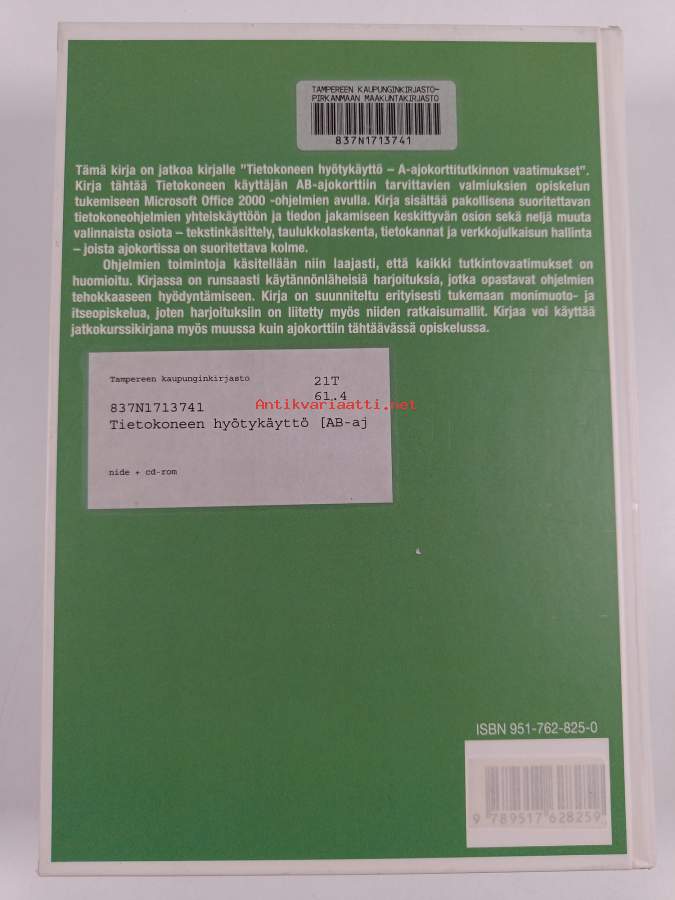 TAMPEREEN KAUPUNGINKIRJASTO-
PIRKANMAAN MAAKUNTAKIRJASTO
837N1713741
Tämä kirja on jatkoa kirjalle "Tietokoneen hyötykäyttö – A-ajokorttitutkinnon vaatimukset".
Kirja tähtää Tietokoneen käyttäjän AB-ajokorttiin tarvittavien valmiuksien opiskelun
tukemiseen Microsoft Office 2000 -ohjelmien avulla. Kirja sisältää pakollisena suoritettavan
tietokoneohjelmien yhteiskäyttöön ja tiedon jakamiseen keskittyvän osion sekä neljä muuta
valinnaista osiota – tekstinkäsittely, taulukkolaskenta, tietokannat ja verkkojulkaisun hallinta
– joista ajokortissa on suoritettava kolme.
Ohjelmien toimintoja käsitellään niin laajasti, että kaikki tutkintovaatimukset on
huomioitu. Kirjassa on runsaasti käytännönläheisiä harjoituksia, jotka opastavat ohjelmien
tehokkaaseen hyödyntämiseen. Kirja on suunniteltu erityisesti tukemaan monimuoto- ja
itseopiskelua, joten harjoituksiin on liitetty myös niiden ratkaisumallit. Kirjaa voi käyttää
jatkokurssikirjana myös muussa kuin ajokorttiin tähtäävässä opiskelussa.
Tampereen kaupunginkirjasto 21T
61.4
837N1713741 Antikvariaatti.net
Tietokoneen hyötykäyttö [AB-aj
nide + cd-rom
ISBN 951-762-825-0
9 789517 628259